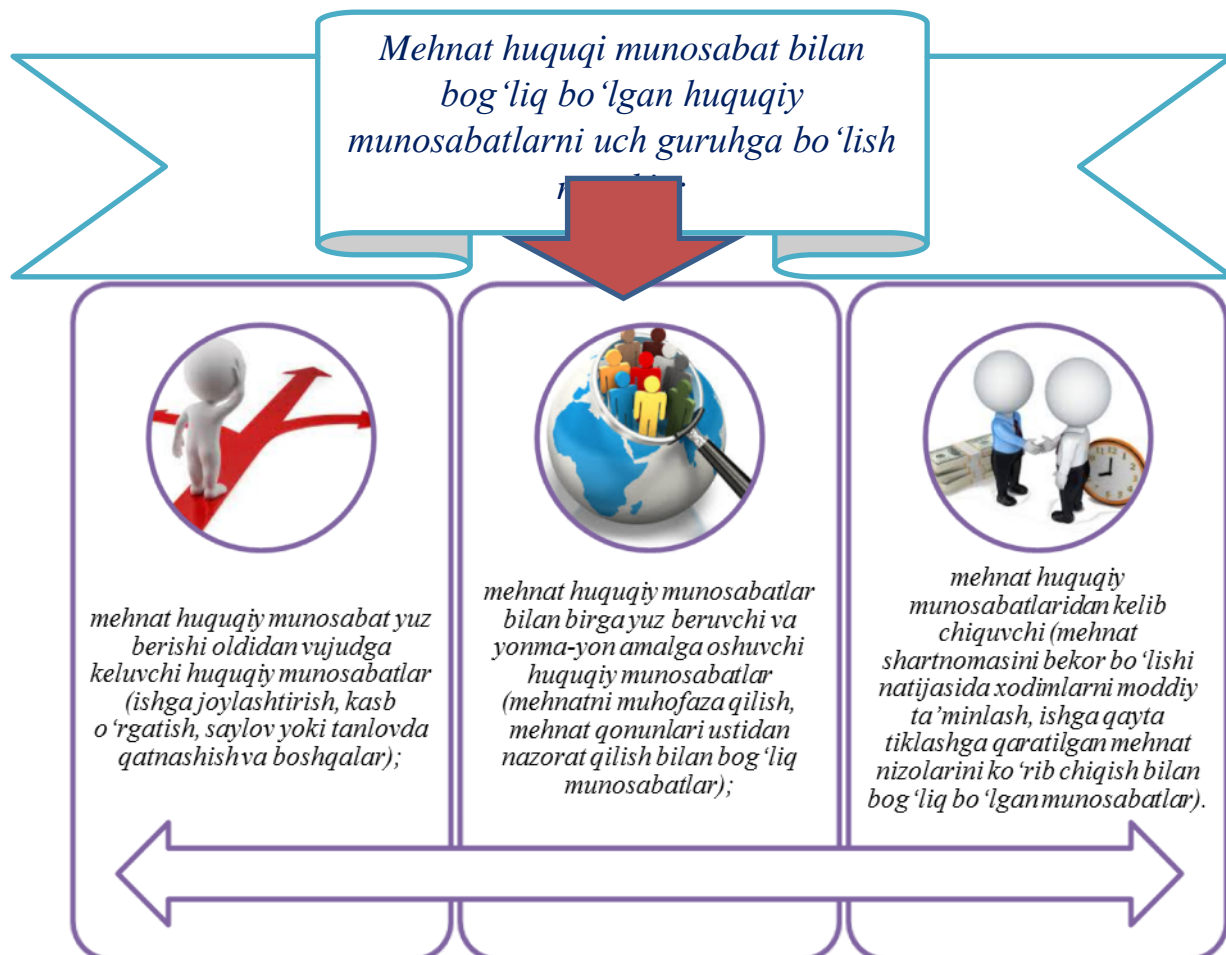 Mehnat huquqi munosabat bilan
bog‘liq bo‘lgan huquqiy
munosabatlarni uch guruhga bo‘lish
mehnat huquqiy munosabat yuz
berishi oldidan vujudga
keluvchi huquqiy munosabatlar
(ishga joylashtirish, kasb
o‘rgatish, saylov yoki tanlovda
qatnashish va boshqalar);
mehnat huquqiy munosabatlar
bilan birga yuz beruvchi va
yonma-yon amalga oshuvchi
huquqiy munosabatlar
(mehnatni muhofaza qilish,
mehnat qonunlari ustidan
nazorat qilish bilan bog‘liq
munosabatlar);
mehnat huquqiy
munosabatlaridan kelib
chiquvchi (mehnat
shartnomasini bekor bo‘lishi
natijasida xodimlarni moddiy
ta’minlash, ishga qayta
tiklashga qaratilgan mehnat
nizolarini ko‘rib chiqish bilan
bog‘liq bo‘lgan munosabatlar).